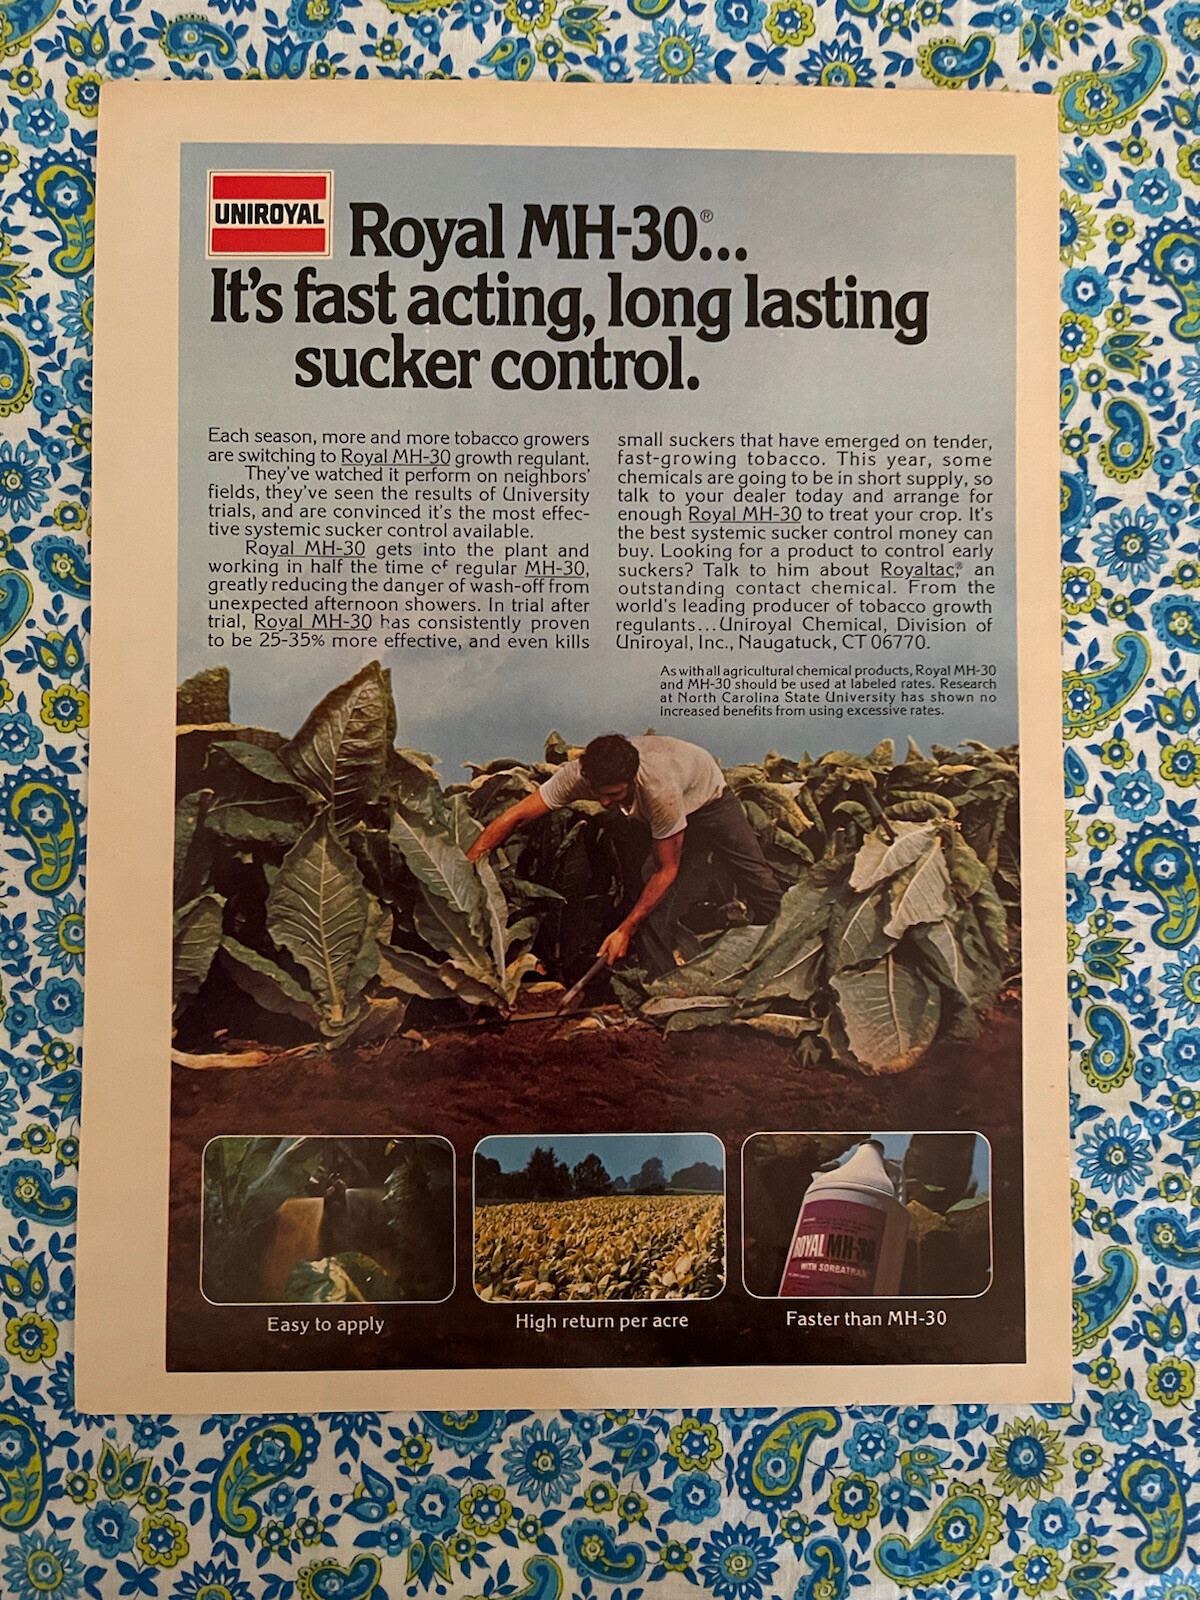 UNIROYAL
Royal MH-30®...
It's fast acting, long lasting
sucker control.
Each season, more and more tobacco growers
are switching to Royal MH-30 growth regulant.
They've watched it perform on neighbors'
fields, they've seen the results of University
trials, and are convinced it's the most effec-
tive systemic sucker control available.
Royal MH-30 gets into the plant and
working in half the time of regular MH-30,
greatly reducing the danger of wash-off from
unexpected afternoon showers. In trial after
trial, Royal MH-30 has consistently proven
to be 25-35% more effective, and even kills
small suckers that have emerged on tender,
fast-growing tobacco. This year, some
chemicals are going to be in short supply, so
talk to your dealer today and arrange for
enough Royal MH-30 to treat your crop. It's
the best systemic sucker control money can
buy. Looking for a product to control early
suckers? Talk to him about Royaltac,® an
outstanding contact chemical. From the
world's leading producer of tobacco growth
regulants...Uniroyal Chemical, Division of
Uniroyal, Inc., Naugatuck, CT 06770.
As with all agricultural chemical products, Royal MH-30
and MH-30 should be used at labeled rates. Research
at North Carolina State University has shown no
increased benefits from using excessive rates.
ROYAL MH-30
WITH SORBATRAN
Easy to apply
High return per acre
Faster than MH-30